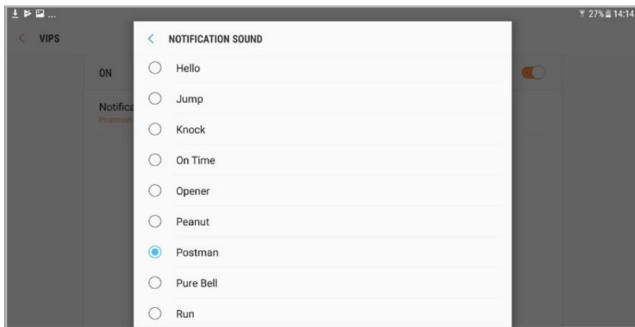 27% 14:14
VIPS
NOTIFICATION SOUND
ON
Hello
Jump
Notifica
Postman
Knock
On Time
Opener
Peanut
Postman
Pure Bell
Run